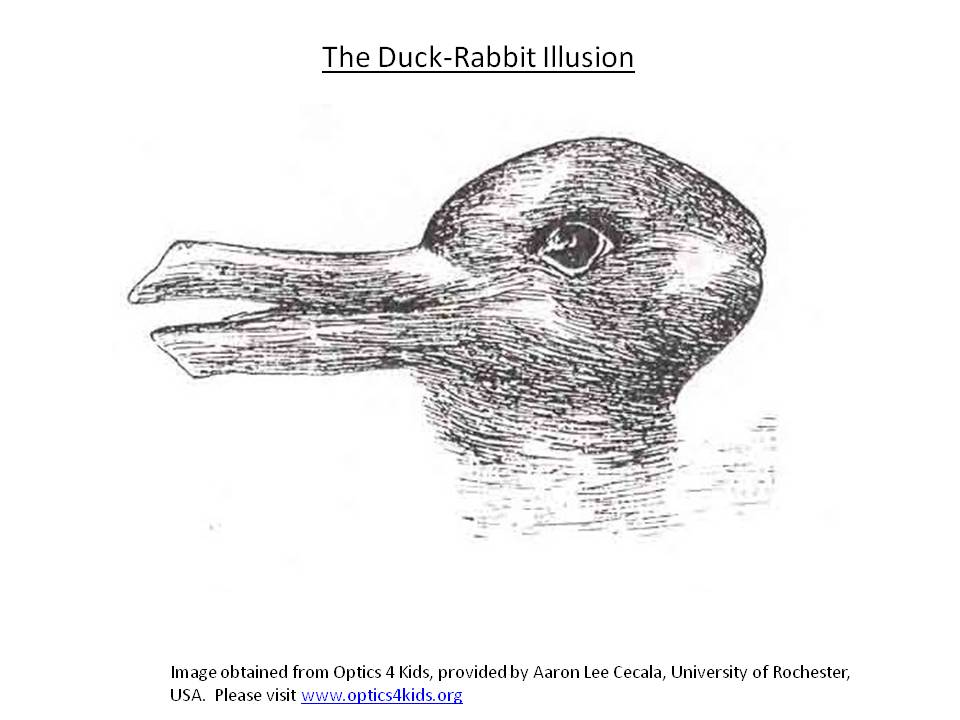 The Duck-Rabbit Illusion
Image obtained from Optics 4 Kids, provided by Aaron Lee Cecala, University of Rochester,
USA.  Please visit www.optics4kids.org